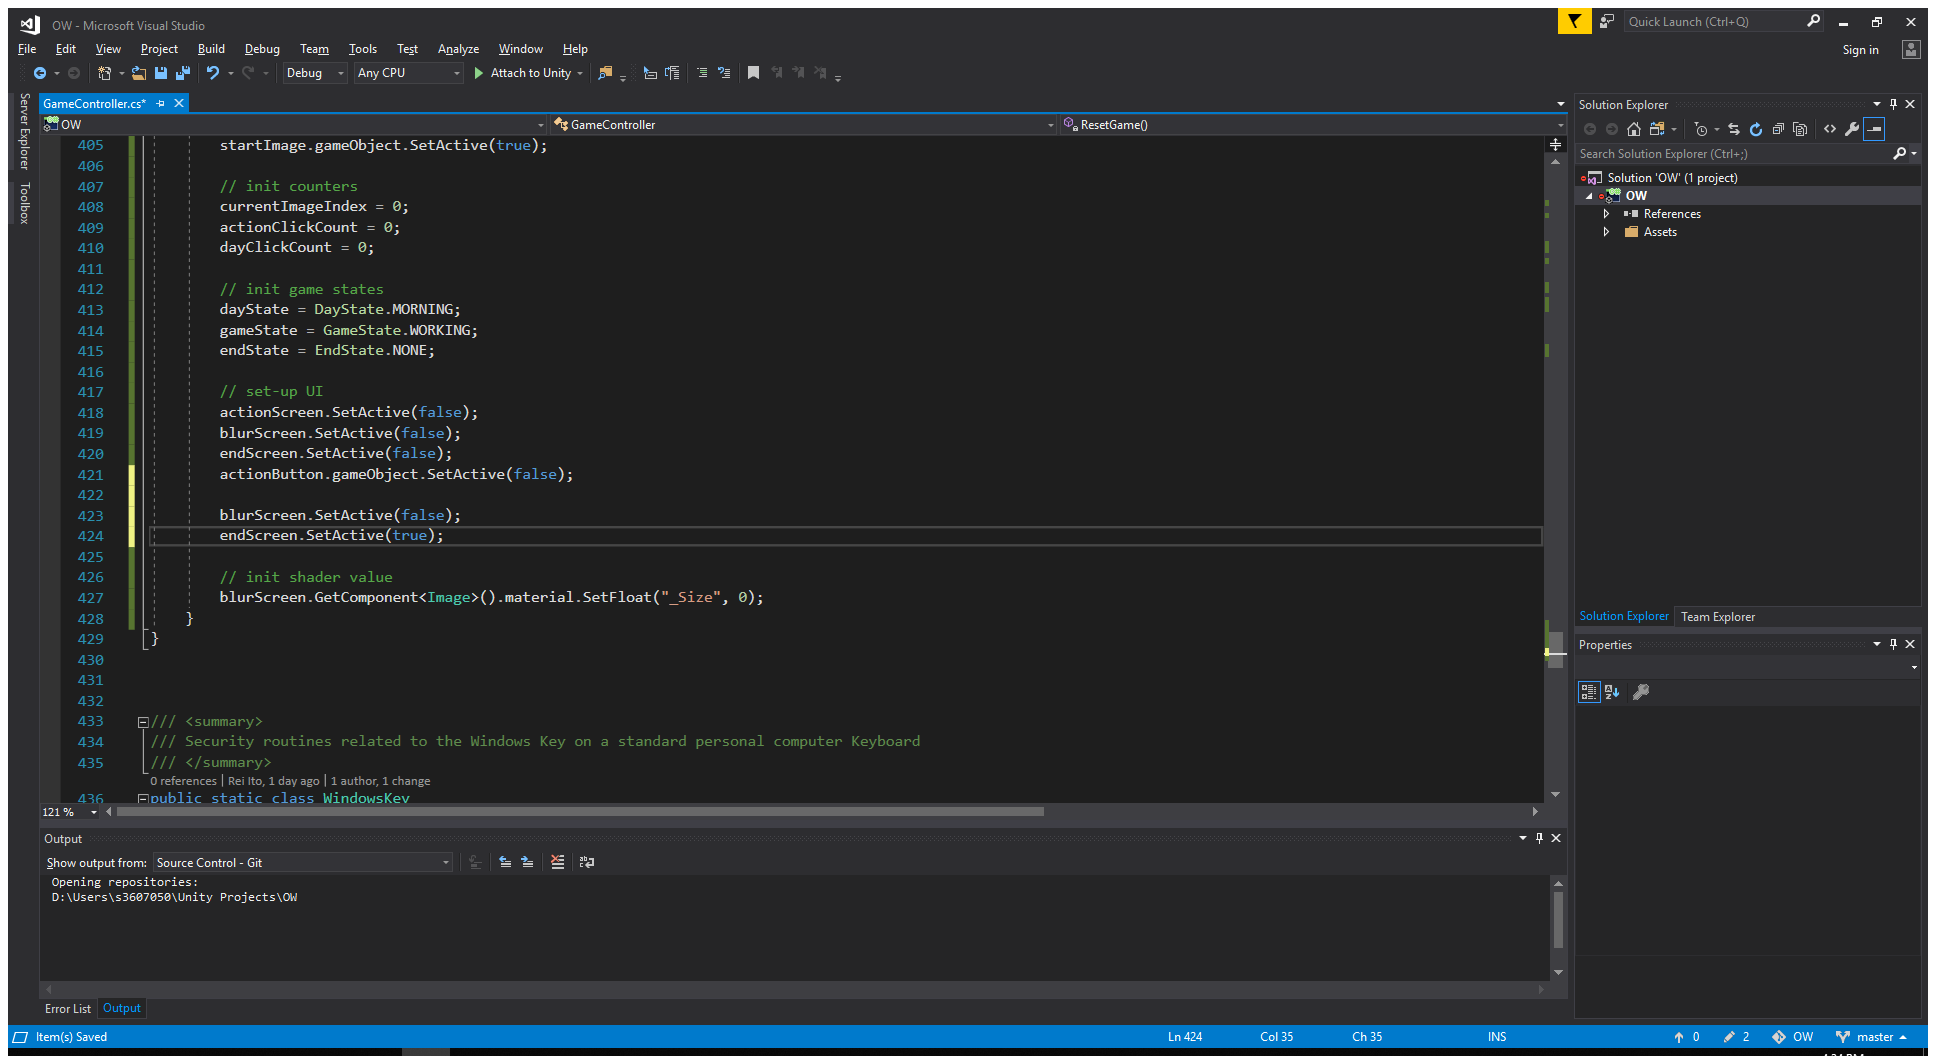 OW - Microsoft Visual Studio
Quick Launch (Ctrl+Q)
File Edit View Project Build Debug Team Tools Test Analyze Window Help
Sign in
Debug Any CPU Attach to Unity
Server Explorer
Toolbox
GameController.cs*
OW GameController ResetGame()
405 startImage.gameObject.SetActive(true);
406
407 // init counters
408 currentImageIndex = 0;
409 actionClickCount = 0;
410 dayClickCount = 0;
411
412 // init game states
413 dayState = DayState.MORNING;
414 gameState = GameState.WORKING;
415 endState = EndState.NONE;
416
417 // set-up UI
418 actionScreen.SetActive(false);
419 blurScreen.SetActive(false);
420 endScreen.SetActive(false);
421 actionButton.gameObject.SetActive(false);
422
423 blurScreen.SetActive(false);
424 endScreen.SetActive(true);
425
426 // init shader value
427 blurScreen.GetComponent<Image>().material.SetFloat("_Size", 0);
428 }
429 }
430
431
432
433 /// <summary>
434 /// Security routines related to the Windows Key on a standard personal computer Keyboard
435 /// </summary>
0 references | Rei Ito, 1 day ago | 1 author, 1 change
436 public static class WindowsKey
121 %
Output
Show output from: Source Control - Git
Opening repositories:
D:\Users\s3607050\Unity Projects\OW
Error List Output
Solution Explorer
Search Solution Explorer (Ctrl+;)
Solution 'OW' (1 project)
OW
References
Assets
Solution Explorer Team Explorer
Properties
Item(s) Saved Ln 424 Col 35 Ch 35 INS 0 2 OW master